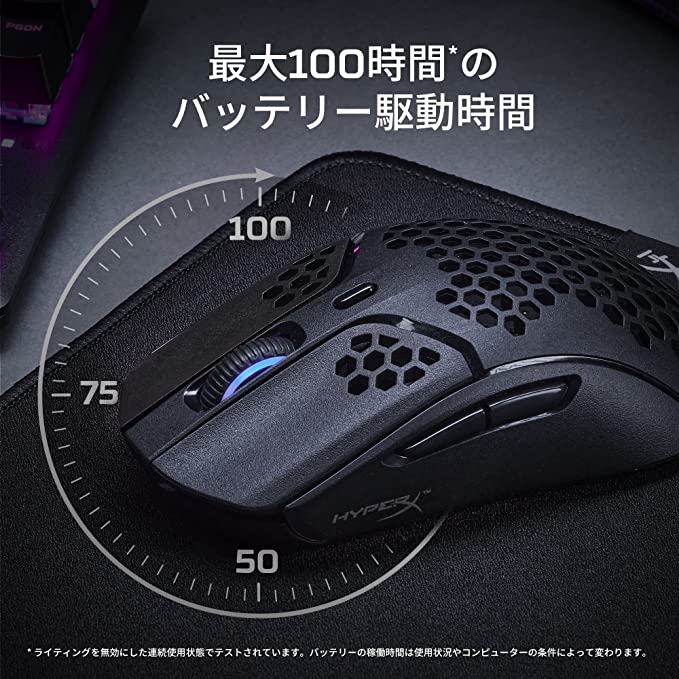 最大100時間*の
バッテリー駆動時間
PGDN
100
75
50
HYPERX™
* ライティングを無効にした連続使用状態でテストされています。バッテリーの稼働時間は使用状況やコンピューターの条件によって変わります。